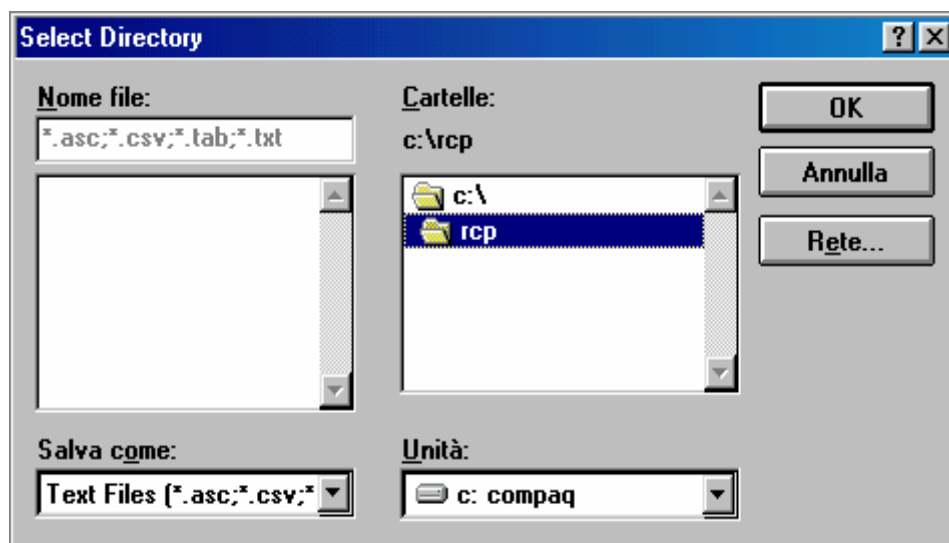 Select Directory
Nome file:
*.asc;*.csv;*.tab;*.txt
Cartelle:
c:\rcp
c:\
rcp
OK
Annulla
Rete...
Salva come:
Text Files (*.asc;*.csv;*
Unità:
c: compaq